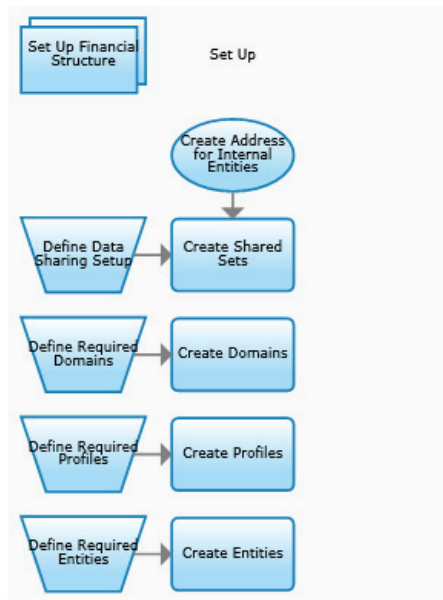 Set Up Financial
Structure
Set Up
Create Address
for Internal
Entities
Define Data
Sharing Setup
Create Shared
Sets
Define Required
Domains
Create Domains
Define Required
Profiles
Create Profiles
Define Required
Entities
Create Entities